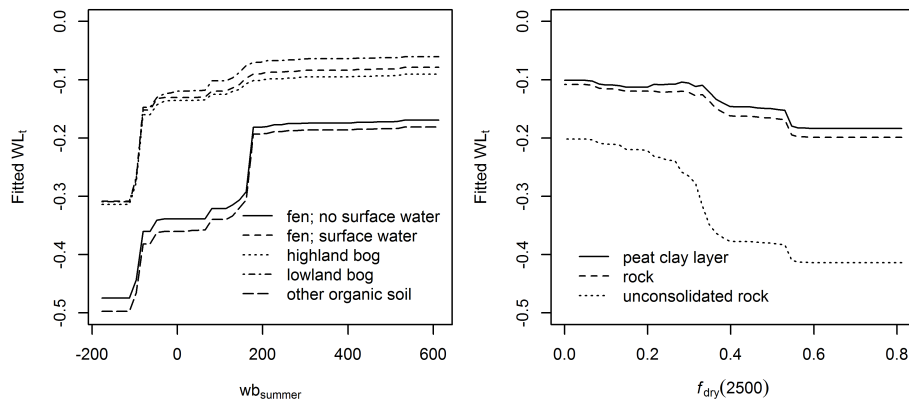 0.0
-0.1
-0.2
-0.3
-0.4
-0.5
Fitted WLt
fen; no surface water
fen; surface water
highland bog
lowland bog
other organic soil
-200 0 200 400 600
wbsummer
0.0
-0.1
-0.2
-0.3
-0.4
-0.5
Fitted WLt
peat clay layer
rock
unconsolidated rock
0.0 0.2 0.4 0.6 0.8
fdry(2500)